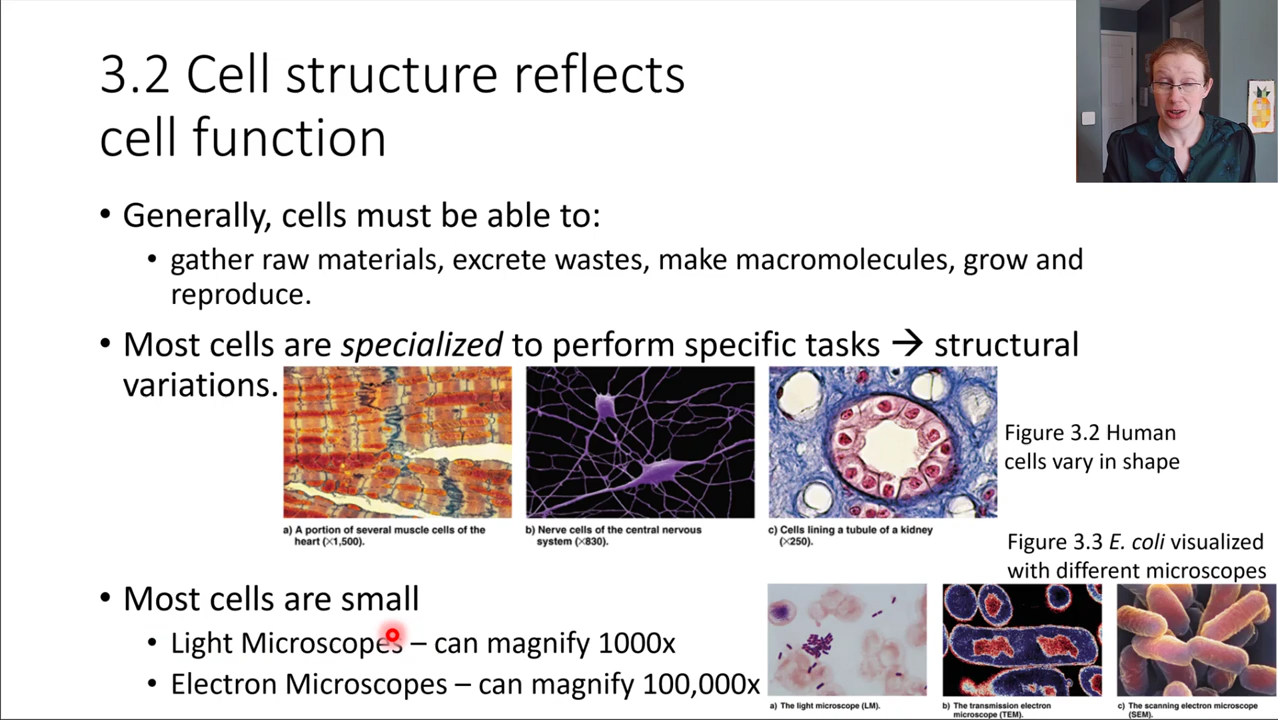 3.2 Cell structure reflects
cell function
• Generally, cells must be able to:
• gather raw materials, excrete wastes, make macromolecules, grow and
reproduce.
• Most cells are specialized to perform specific tasks → structural
variations.
a) A portion of several muscle cells of the
heart (×1,500).
b) Nerve cells of the central nervous
system (×830).
c) Cells lining a tubule of a kidney
(×250).
Figure 3.2 Human
cells vary in shape
Figure 3.3 E. coli visualized
with different microscopes
• Most cells are small
• Light Microscopes – can magnify 1000x
• Electron Microscopes – can magnify 100,000x
a) The light microscope (LM).
b) The transmission electron
microscope (TEM).
c) The scanning electron microscope
(SEM).